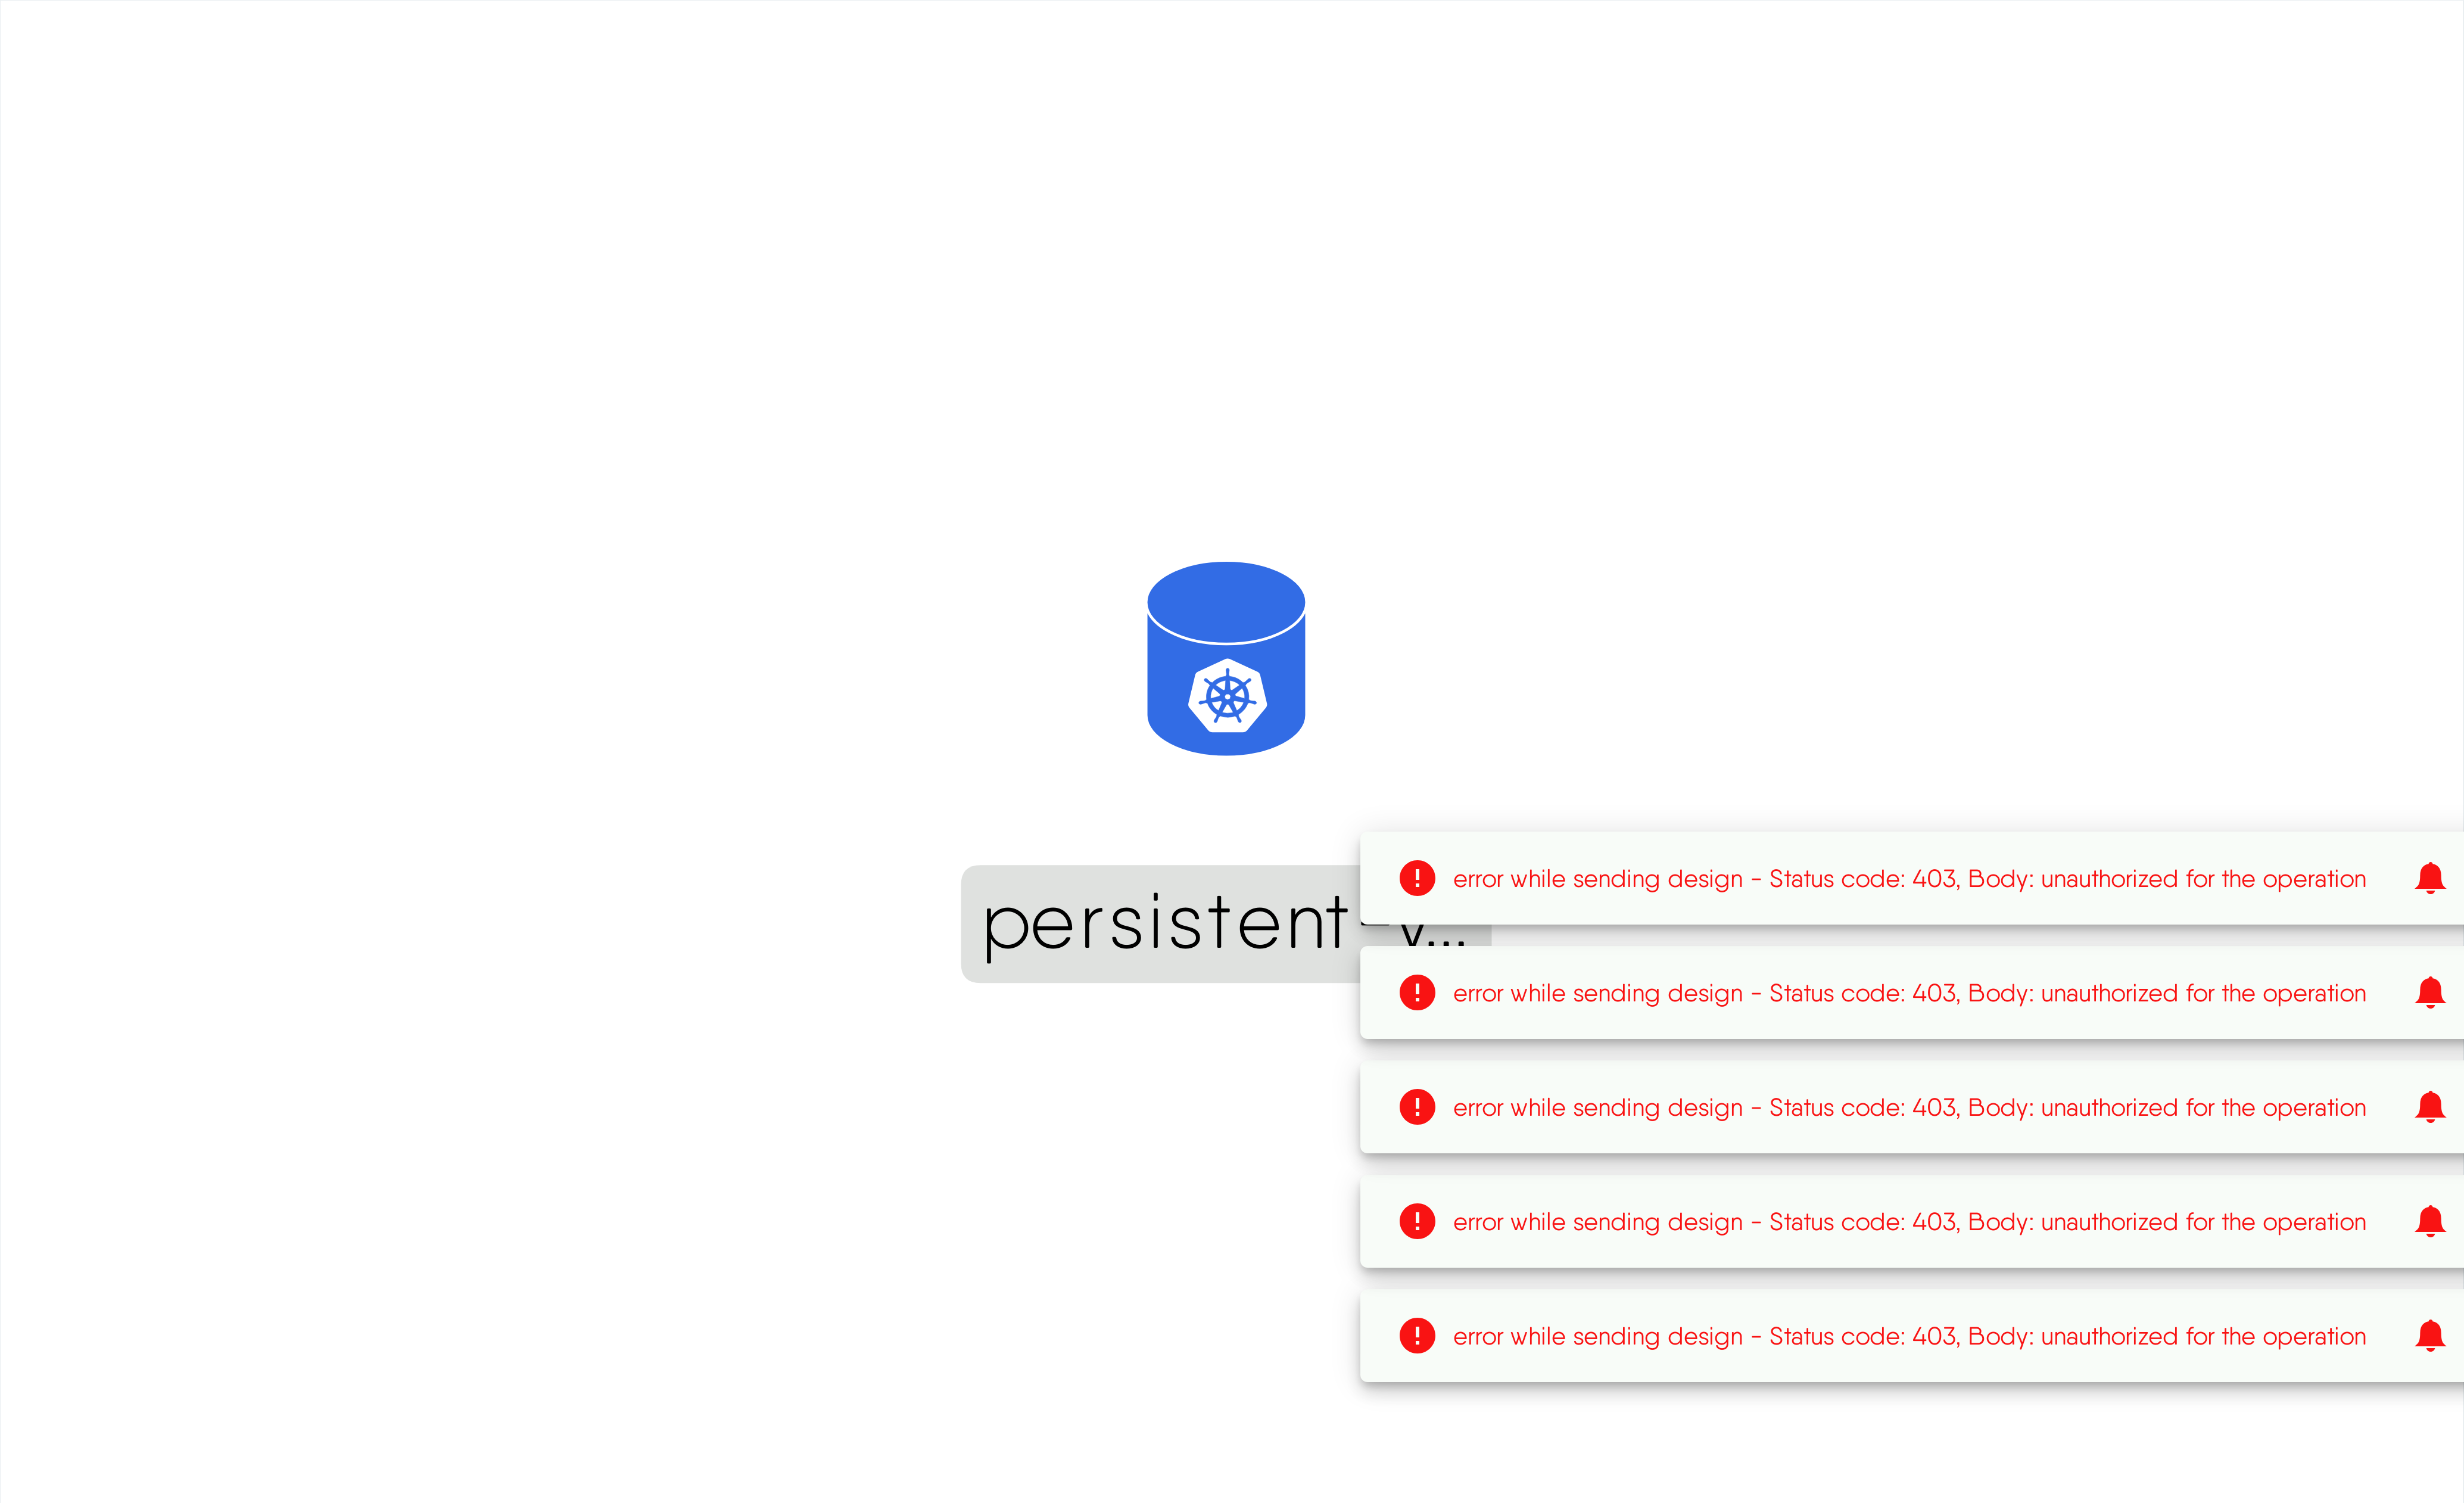 persistent-v...
error while sending design - Status code: 403, Body: unauthorized for the operation
error while sending design - Status code: 403, Body: unauthorized for the operation
error while sending design - Status code: 403, Body: unauthorized for the operation
error while sending design - Status code: 403, Body: unauthorized for the operation
error while sending design - Status code: 403, Body: unauthorized for the operation